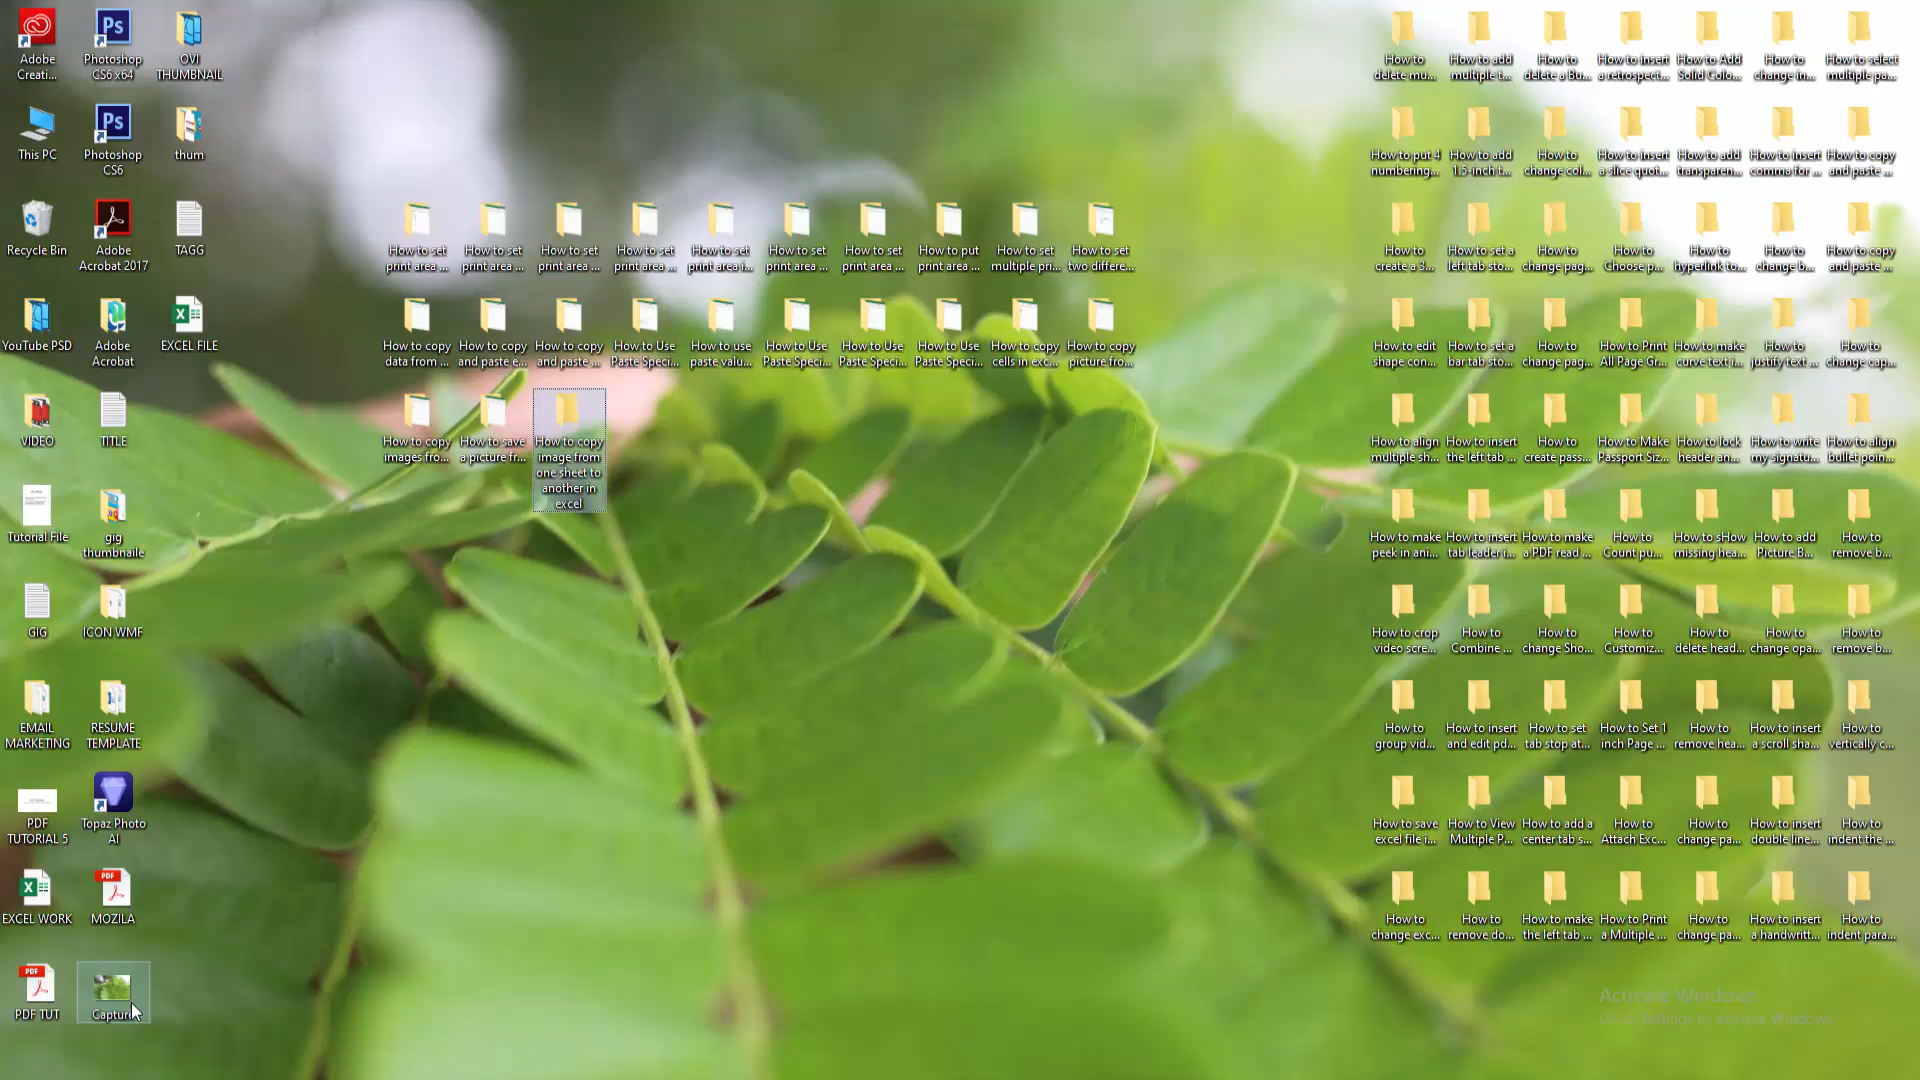 Adobe
Creati...
Photoshop
CS6 x64
OVI
THUMBNAIL
This PC
Photoshop
CS6
thum
Recycle Bin
Adobe
Acrobat 2017
TAGG
YouTube PSD
Adobe
Acrobat
EXCEL FILE
VIDEO
TITLE
Tutorial File
gig
thumbnaile
GIG
ICON WMF
EMAIL
MARKETING
RESUME
TEMPLATE
PDF
TUTORIAL 5
Topaz Photo
AI
EXCEL WORK
MOZILA
PDF TUT
Capture
How to set
print area ...
How to set
print area ...
How to set
print area ...
How to set
print area ...
How to set
print area i...
How to set
print area ...
How to set
print area ...
How to put
print area ...
How to set
multiple pri...
How to set
two differe...
How to copy
data from ...
How to copy
and paste e...
How to copy
and paste ...
How to Use
Paste Speci...
How to use
paste valu...
How to Use
Paste Speci...
How to Use
Paste Speci...
How to Use
Paste Speci...
How to copy
cells in exc...
How to copy
picture fro...
How to copy
images fro...
How to save
a picture fr...
How to copy
image from
one sheet to
another in
excel
How to
delete mu...
How to add
multiple t...
How to
delete a Bu...
How to insert
a retrospect...
How to Add
Solid Colo...
How to
change in...
How to select
multiple pa...
How to put 4
numbering...
How to add
1.5-inch t...
How to
change col...
How to insert
a slice quot...
How to add
transparen...
How to insert
comma for ...
How to copy
and paste ...
How to
create a 3...
How to set a
left tab sto...
How to
change pag...
How to
Choose p...
How to
hyperlink to...
How to
change b...
How to copy
and paste ...
How to edit
shape con...
How to set a
bar tab sto...
How to
change pag...
How to Print
All Page Gr...
How to make
curve text i...
How to
justify text ...
How to
change cap...
How to align
multiple sh...
How to insert
the left tab ...
How to
create pass...
How to Make
Passport Siz...
How to lock
header an...
How to write
my signatu...
How to align
bullet poin...
How to make
peek in ani...
How to insert
tab leader i...
How to make
a PDF read ...
How to
Count pu...
How to sHow
missing hea...
How to add
Picture B...
How to
remove b...
How to crop
video scre...
How to
Combine ...
How to
change Sho...
How to
Customiz...
How to
delete head...
How to
change opa...
How to
remove b...
How to
group vid...
How to insert
and edit pd...
How to set
tab stop at...
How to Set 1
inch Page ...
How to
remove hea...
How to insert
a scroll sha...
How to
vertically c...
How to save
excel file i...
How to View
Multiple P...
How to add a
center tab s...
How to
Attach Exc...
How to
change pa...
How to insert
double line...
How to
indent the ...
How to
change exc...
How to
remove do...
How to make
the left tab ...
How to Print
a Multiple ...
How to
change pa...
How to insert
a handwritt...
How to
indent para...
Activate Windows
Go to Settings to activate Windows.